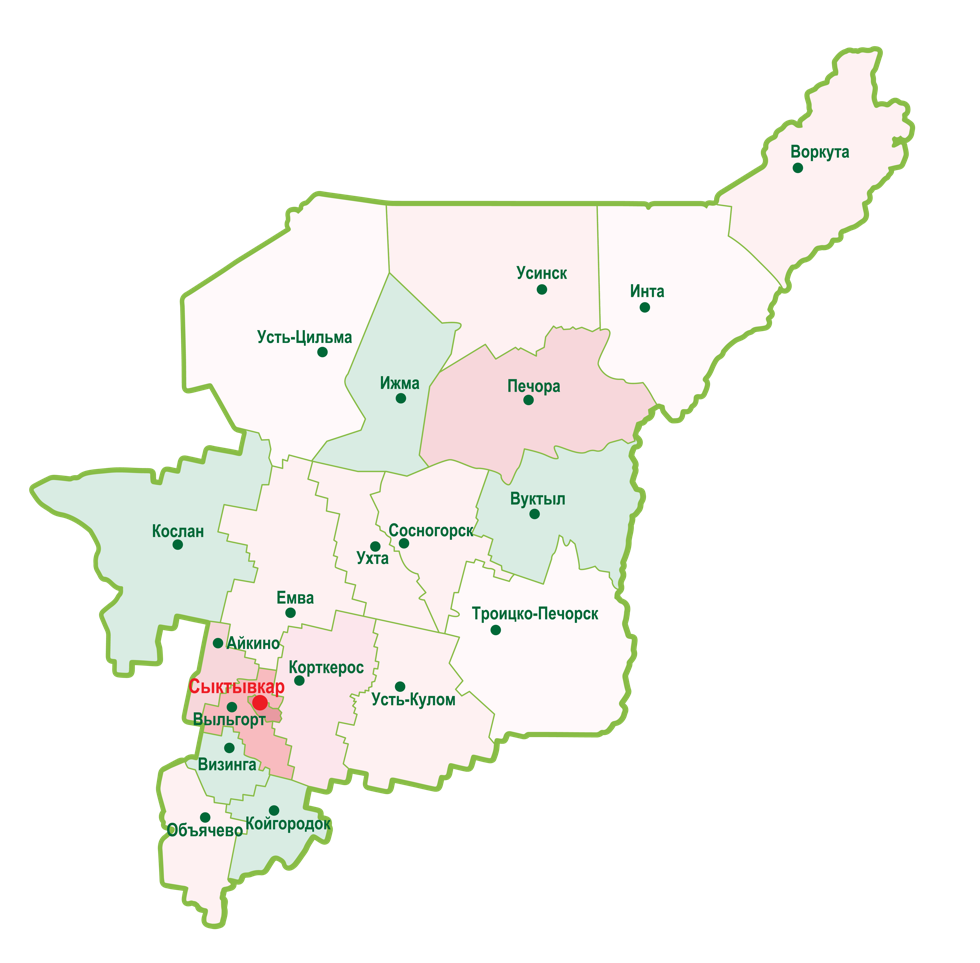 Воркута
Усинск
Инта
Усть-Цильма
Ижма
Печора
Вуктыл
Кослан
Сосногорск
Ухта
Емва
Троицко-Печорск
Айкино
Корткерос
Сыктывкар
Усть-Кулом
Выльгорт
Визинга
Объячево
Койгородок